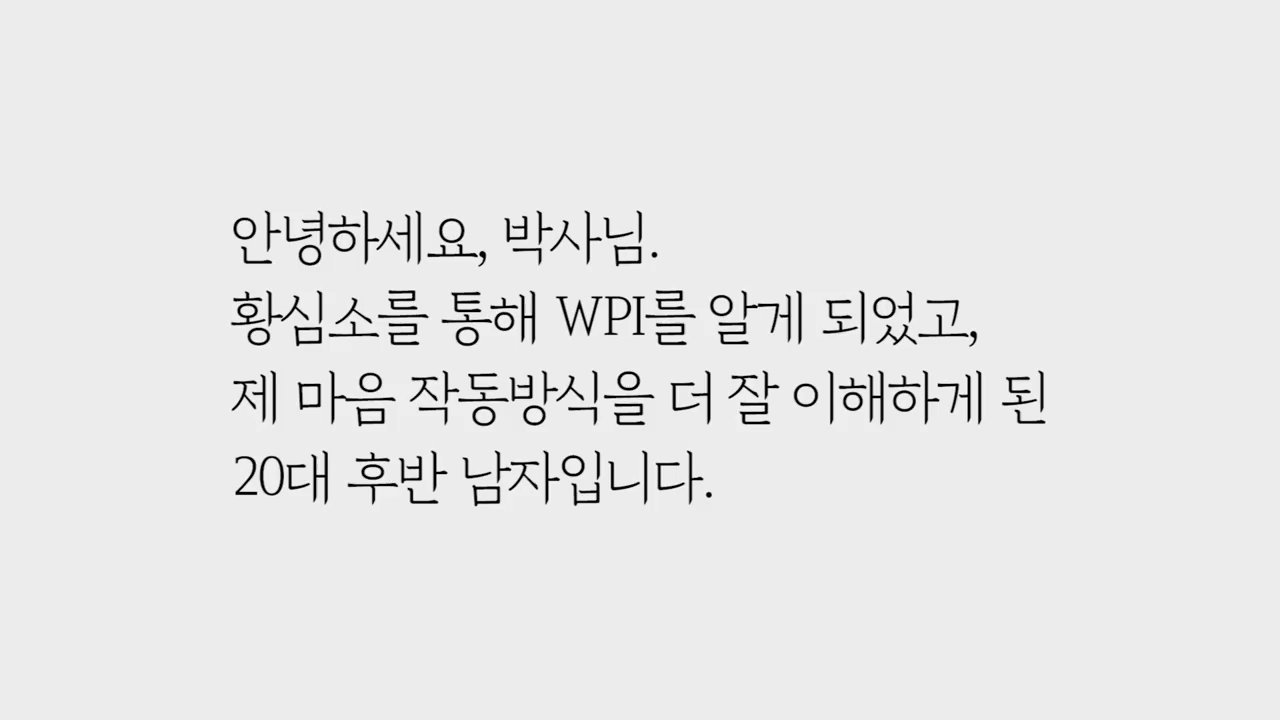 안녕하세요, 박사님.
황심소를 통해 WPI를 알게 되었고,
제 마음 작동방식을 더 잘 이해하게 된
20대 후반 남자입니다.